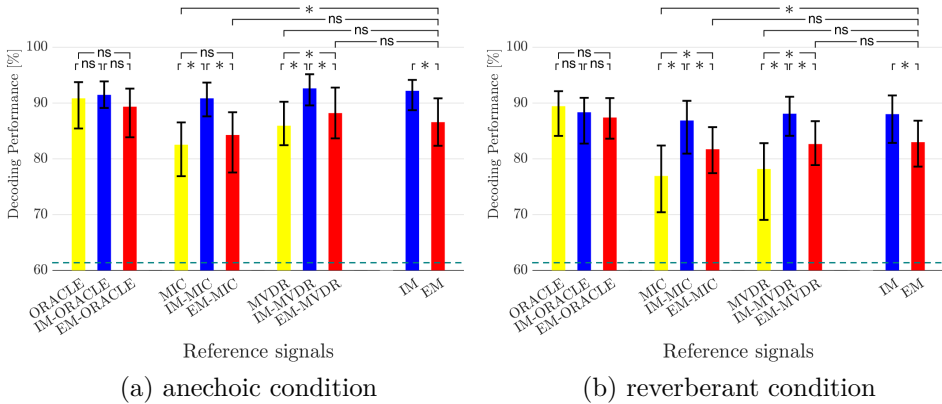 * *
ns ns
ns ns
ns ns
100 ns ns * 100 ns * *
ns ns * * * * * ns ns * * * * *
90 90
80 80
70 70
60 60
Decoding Performance [%] Decoding Performance [%]
ORACLE IM-ORACLE EM-ORACLE MIC IM-MIC EM-MIC MVDR IM-MVDR EM-MVDR IM EM
ORACLE IM-ORACLE EM-ORACLE MIC IM-MIC EM-MIC MVDR IM-MVDR EM-MVDR IM EM
Reference signals Reference signals
(a) anechoic condition (b) reverberant condition